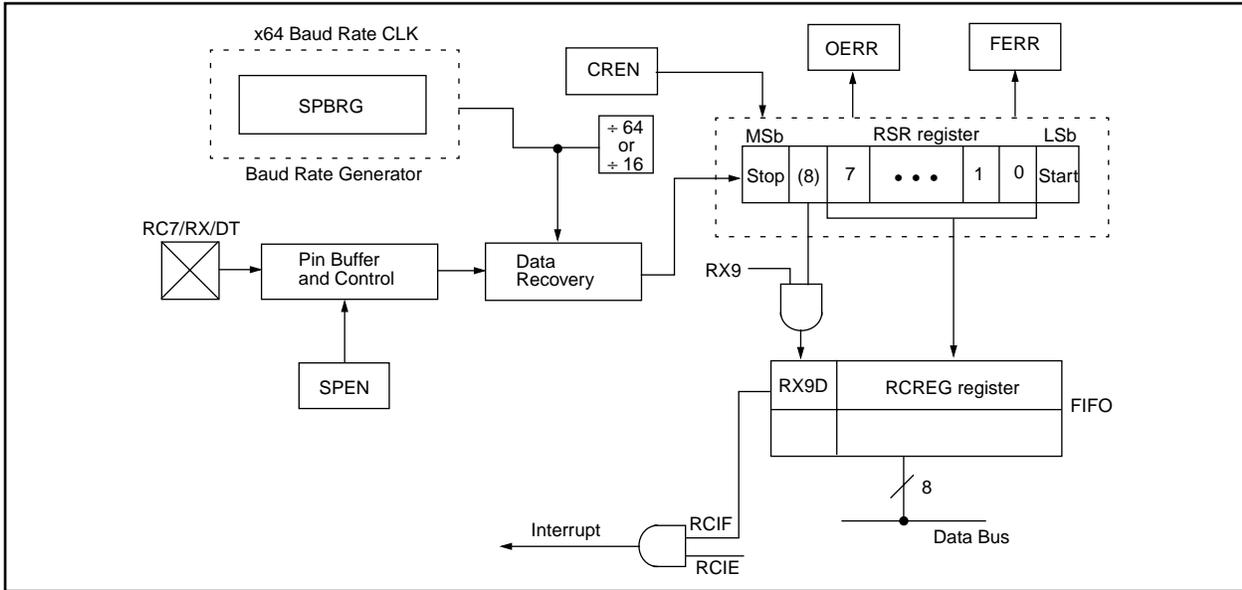 x64 Baud Rate CLK
SPBRG
Baud Rate Generator
CREN
OERR
FERR
÷ 64
or
÷ 16
MSb
RSR register
LSb
Stop
(8)
7
• • •
1
0
Start
RC7/RX/DT
Pin Buffer
and Control
Data
Recovery
SPEN
RX9
RX9D
RCREG register
FIFO
8
Data Bus
Interrupt
RCIF
RCIE